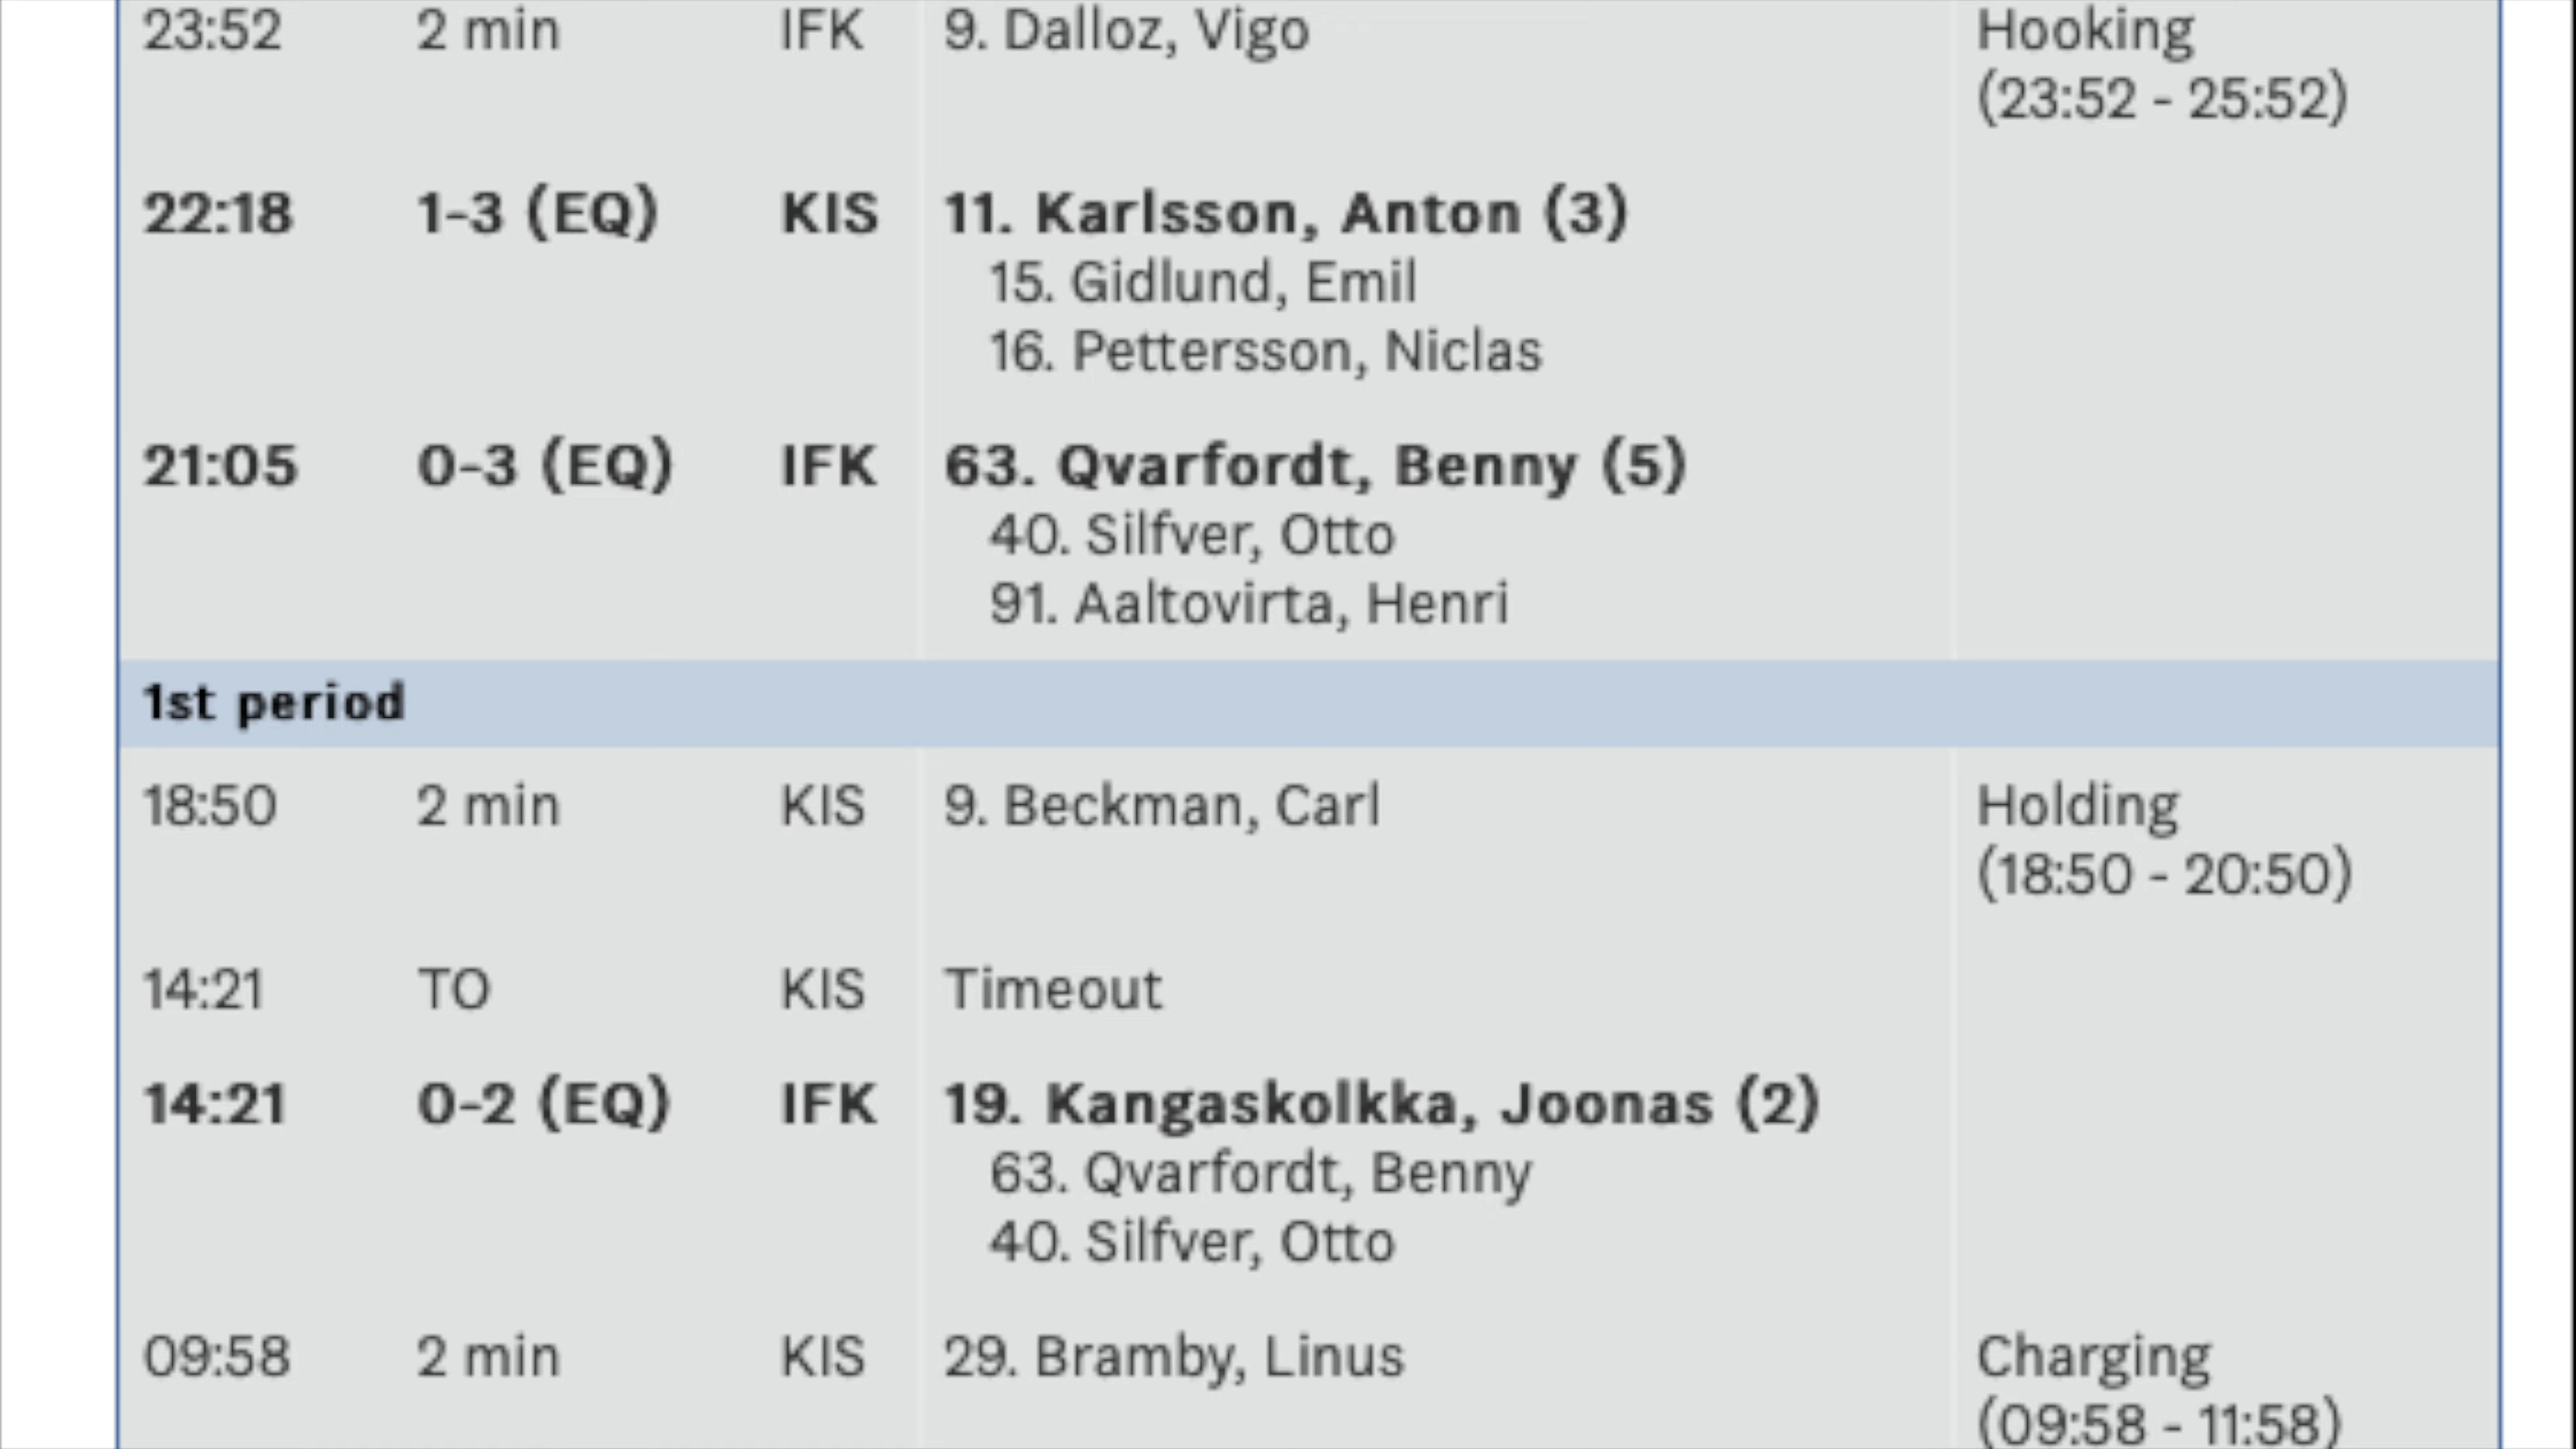 23:52 2 min IFK 9. Dalloz, Vigo Hooking
(23:52 - 25:52)
22:18 1-3 (EQ) KIS 11. Karlsson, Anton (3)
15. Gidlund, Emil
16. Pettersson, Niclas
21:05 0-3 (EQ) IFK 63. Qvarfordt, Benny (5)
40. Silfver, Otto
91. Aaltovirta, Henri
1st period
18:50 2 min KIS 9. Beckman, Carl Holding
(18:50 - 20:50)
14:21 TO KIS Timeout
14:21 0-2 (EQ) IFK 19. Kangaskolkka, Joonas (2)
63. Qvarfordt, Benny
40. Silfver, Otto
09:58 2 min KIS 29. Bramby, Linus Charging
(09:58 - 11:58)